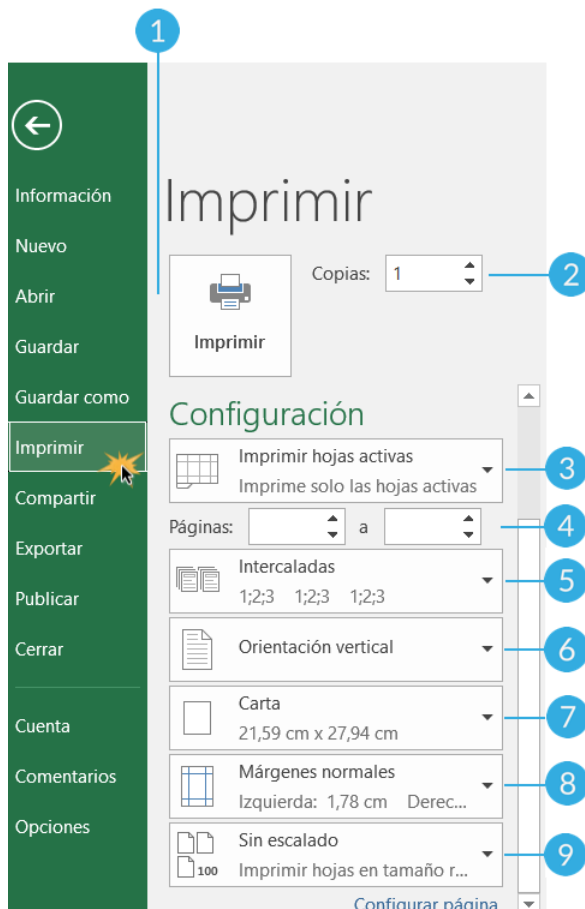 1
Información
Nuevo
Abrir
Guardar
Guardar como
Imprimir
Compartir
Exportar
Publicar
Cerrar
Cuenta
Comentarios
Opciones
Imprimir
Imprimir
Copias: 1
2
Configuración
Imprimir hojas activas
Imprime solo las hojas activas
3
Páginas: a
4
Intercaladas
1;2;3 1;2;3 1;2;3
5
Orientación vertical
6
Carta
21,59 cm x 27,94 cm
7
Márgenes normales
Izquierda: 1,78 cm Derec...
8
Sin escalado
100 Imprimir hojas en tamaño r...
9
Configurar página